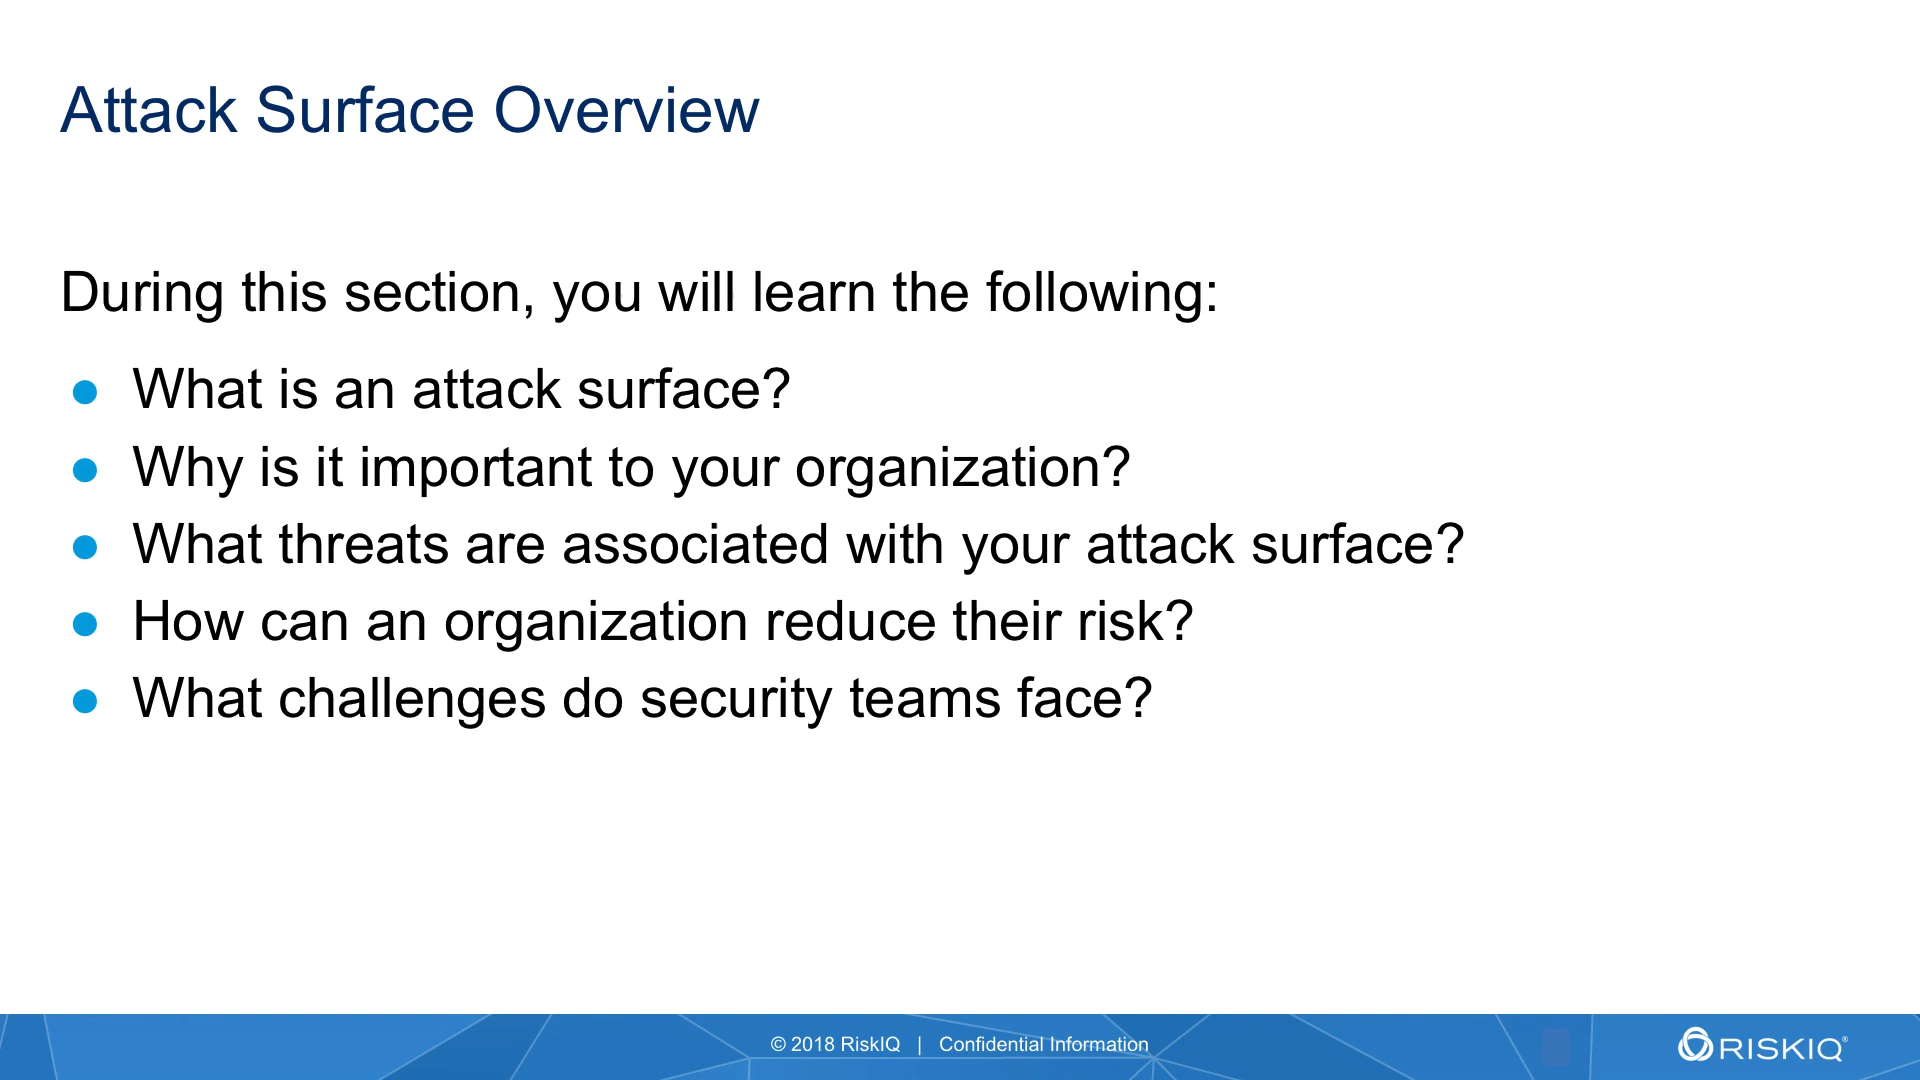 Attack Surface Overview
During this section, you will learn the following:
● What is an attack surface?
● Why is it important to your organization?
● What threats are associated with your attack surface?
● How can an organization reduce their risk?
● What challenges do security teams face?
© 2018 RiskIQ | Confidential Information
RISKIQ®